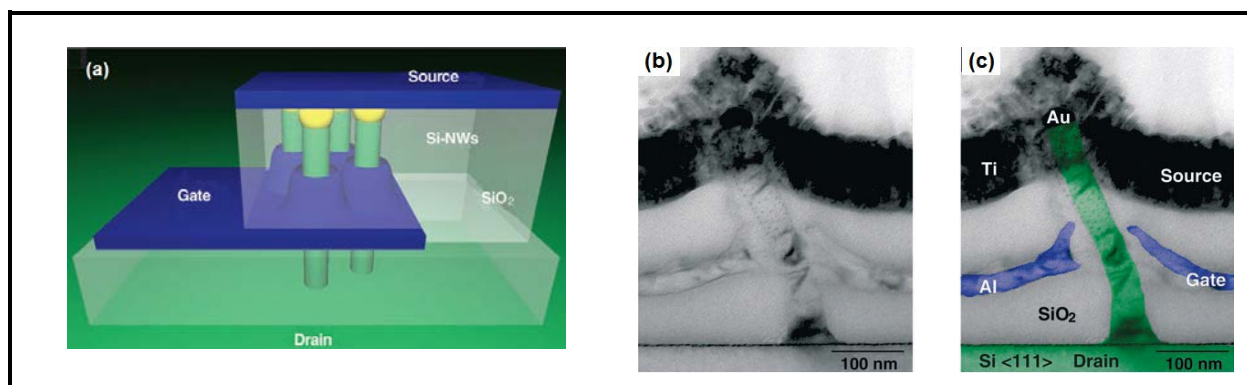 (a)
Source
Si-NWs
Gate
SiO₂
Drain
(b)
100 nm
(c)
Au
Ti
Source
Al
Gate
SiO₂
Si <111> Drain
100 nm